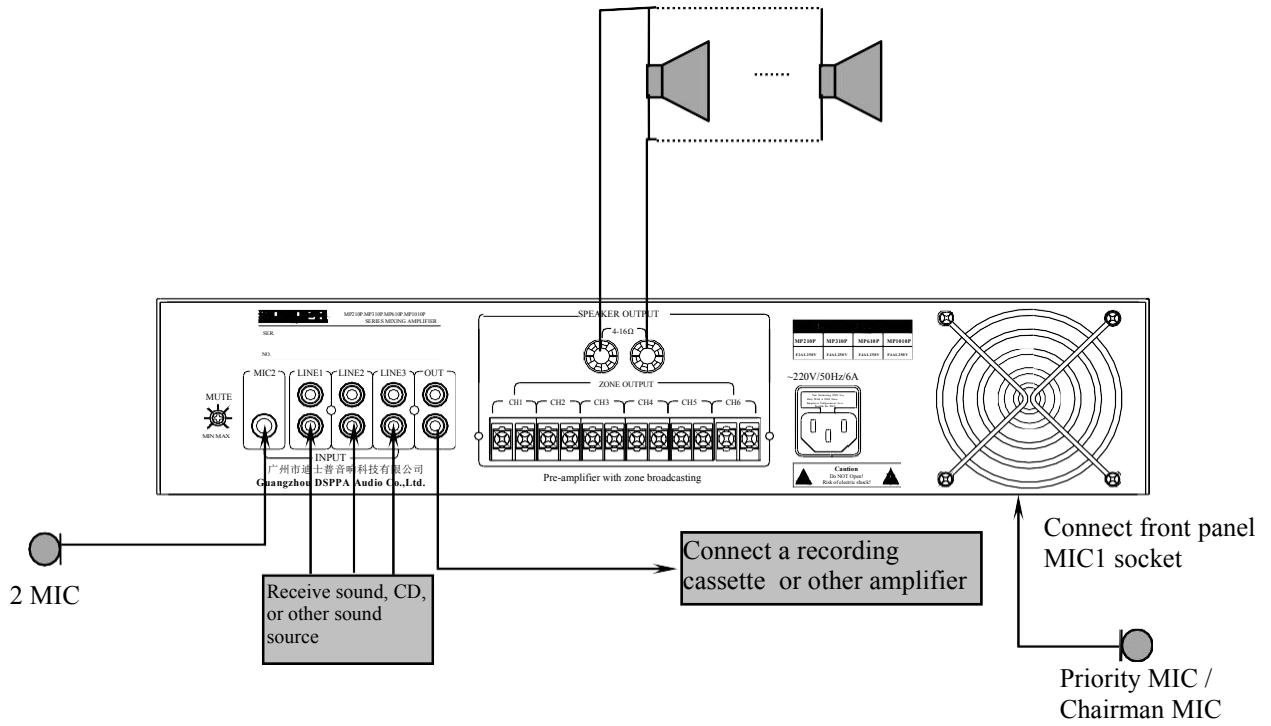 SPEAKER OUTPUT
4-16Ω
MP210P.MP310P.MP610P.MP1010P
SERIES MIXING AMPLIFIER
SER.
NO.
MP210P MP310P MP610P MP1010P
~220V/50Hz/6A
MIC2 LINE1 LINE2 LINE3 OUT
ZONE OUTPUT
CH1 CH2 CH3 CH4 CH5 CH6
MUTE
MIN MAX
INPUT
广州市迪士普音响科技有限公司
Guangzhou DSPPA Audio Co.,Ltd.
Pre-amplifier with zone broadcasting
Caution
Do NOT Open!
Risk of electric shock!
2 MIC
Receive sound, CD,
or other sound
source
Connect a recording
cassette or other amplifier
Connect front panel
MIC1 socket
Priority MIC /
Chairman MIC